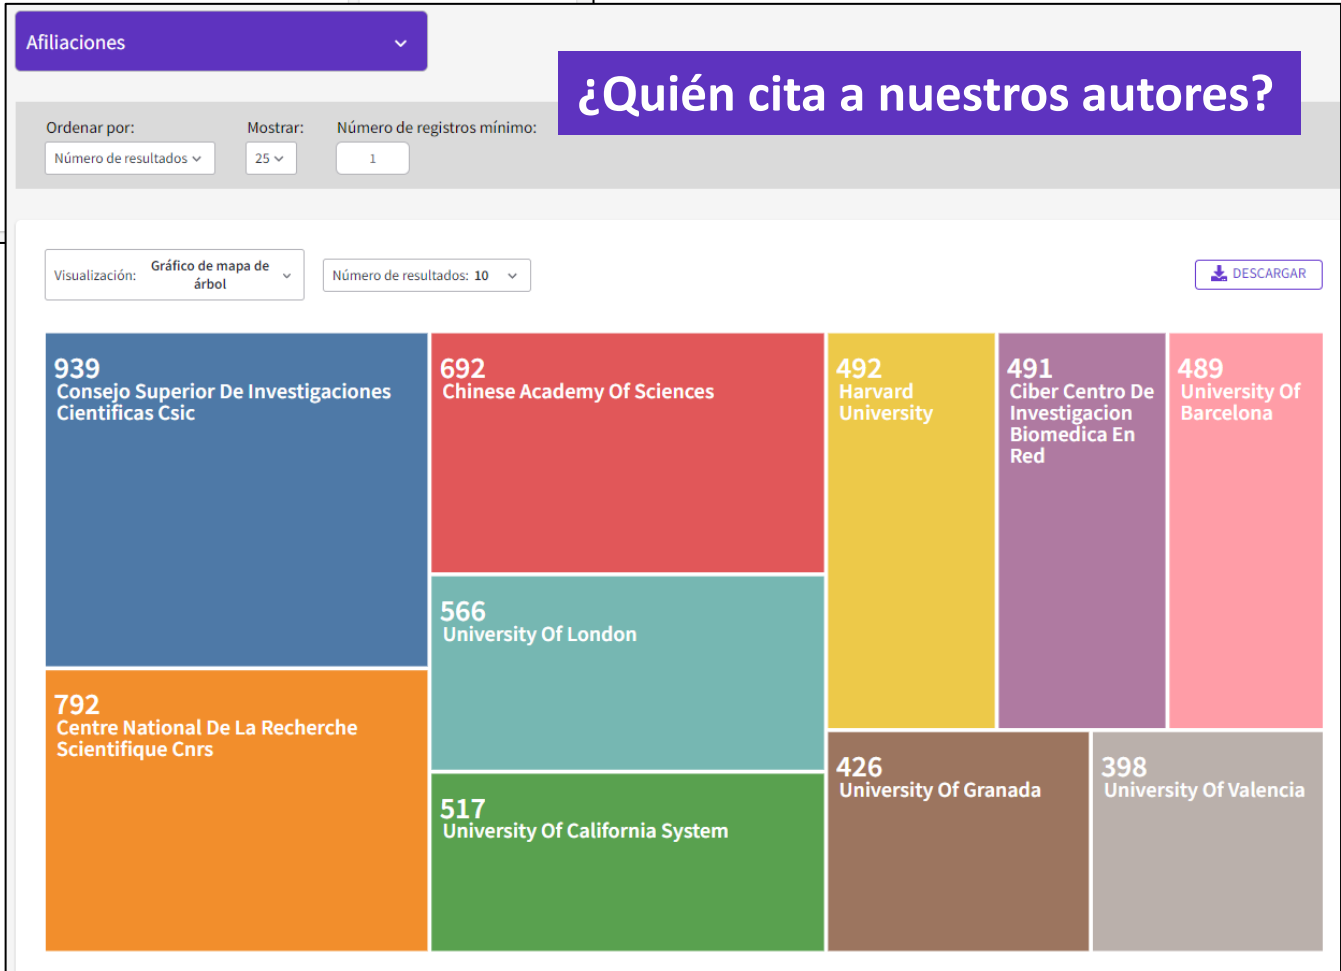 Afiliaciones
¿Quién cita a nuestros autores?
Ordenar por:
Mostrar:
Número de registros mínimo:
Número de resultados
25
1
Visualización:
Gráfico de mapa de
árbol
Número de resultados: 10
DESCARGAR
939
Consejo Superior De Investigaciones
Cientificas Csic
692
Chinese Academy Of Sciences
492
Harvard
University
491
Ciber Centro De
Investigacion
Biomedica En
Red
489
University Of
Barcelona
566
University Of London
792
Centre National De La Recherche
Scientifique Cnrs
517
University Of California System
426
University Of Granada
398
University Of Valencia